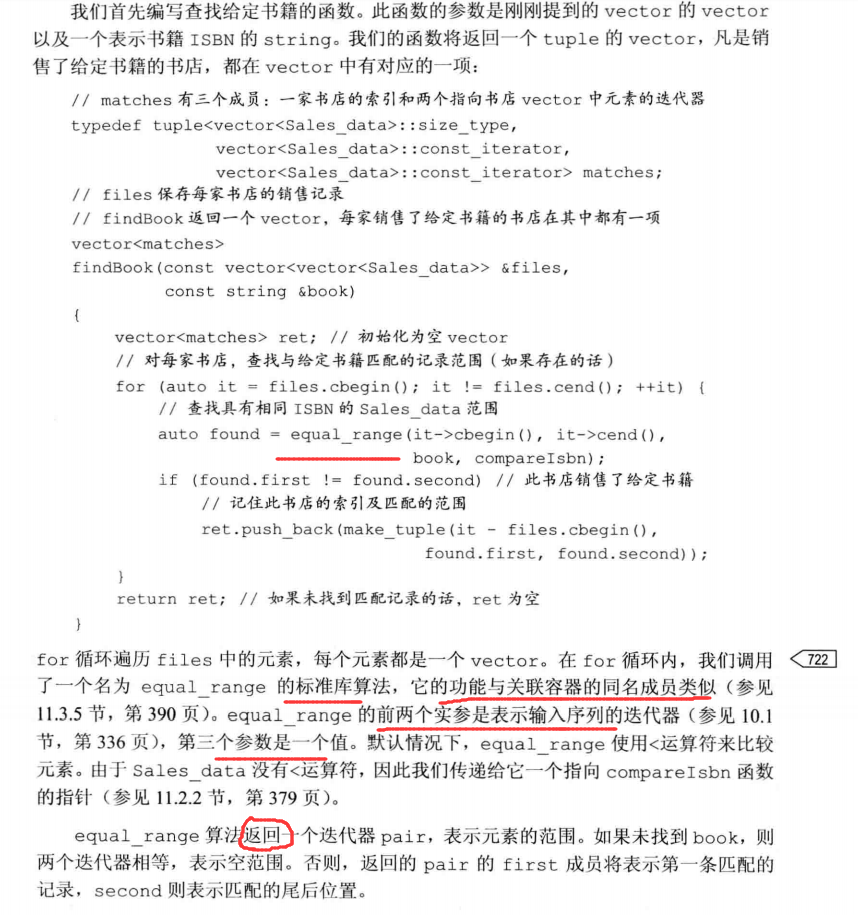 我们首先编写查找给定书籍的函数。此函数的参数是刚刚提到的 vector 的 vector
以及一个表示书籍 ISBN 的 string。我们的函数将返回一个 tuple 的 vector，凡是销
售了给定书籍的书店，都在 vector 中有对应的一项：
// matches 有三个成员：一家书店的索引和两个指向书店 vector 中元素的迭代器
typedef tuple<vector<Sales_data>::size_type,
vector<Sales_data>::const_iterator,
vector<Sales_data>::const_iterator> matches;
// files 保存每家书店的销售记录
// findBook 返回一个 vector，每家销售了给定书籍的书店在其中都有一项
vector<matches>
findBook(const vector<vector<Sales_data>> &files,
const string &book)
{
vector<matches> ret; // 初始化为空 vector
// 对每家书店，查找与给定书籍匹配的记录范围（如果存在的话）
for (auto it = files.cbegin(); it != files.cend(); ++it) {
// 查找具有相同 ISBN 的 Sales_data 范围
auto found = equal_range(it->cbegin(), it->cend(),
book, compareIsbn);
if (found.first != found.second) // 此书店销售了给定书籍
// 记住此书店的索引及匹配的范围
ret.push_back(make_tuple(it - files.cbegin(),
found.first, found.second));
}
return ret; // 如果未找到匹配记录的话，ret 为空
}
for 循环遍历 files 中的元素，每个元素都是一个 vector。在 for 循环内，我们调用
722
了一个名为 equal_range 的标准库算法，它的功能与关联容器的同名成员类似（参见
11.3.5 节，第 390 页）。equal_range 的前两个实参是表示输入序列的迭代器（参见 10.1
节，第 336 页），第三个参数是一个值。默认情况下，equal_range 使用<运算符来比较
元素。由于 Sales_data 没有<运算符，因此我们传递给它一个指向 compareIsbn 函数
的指针（参见 11.2.2 节，第 379 页）。
equal_range 算法返回一个迭代器 pair，表示元素的范围。如果未找到 book，则
两个迭代器相等，表示空范围。否则，返回的 pair 的 first 成员将表示第一条匹配的
记录，second 则表示匹配的尾后位置。